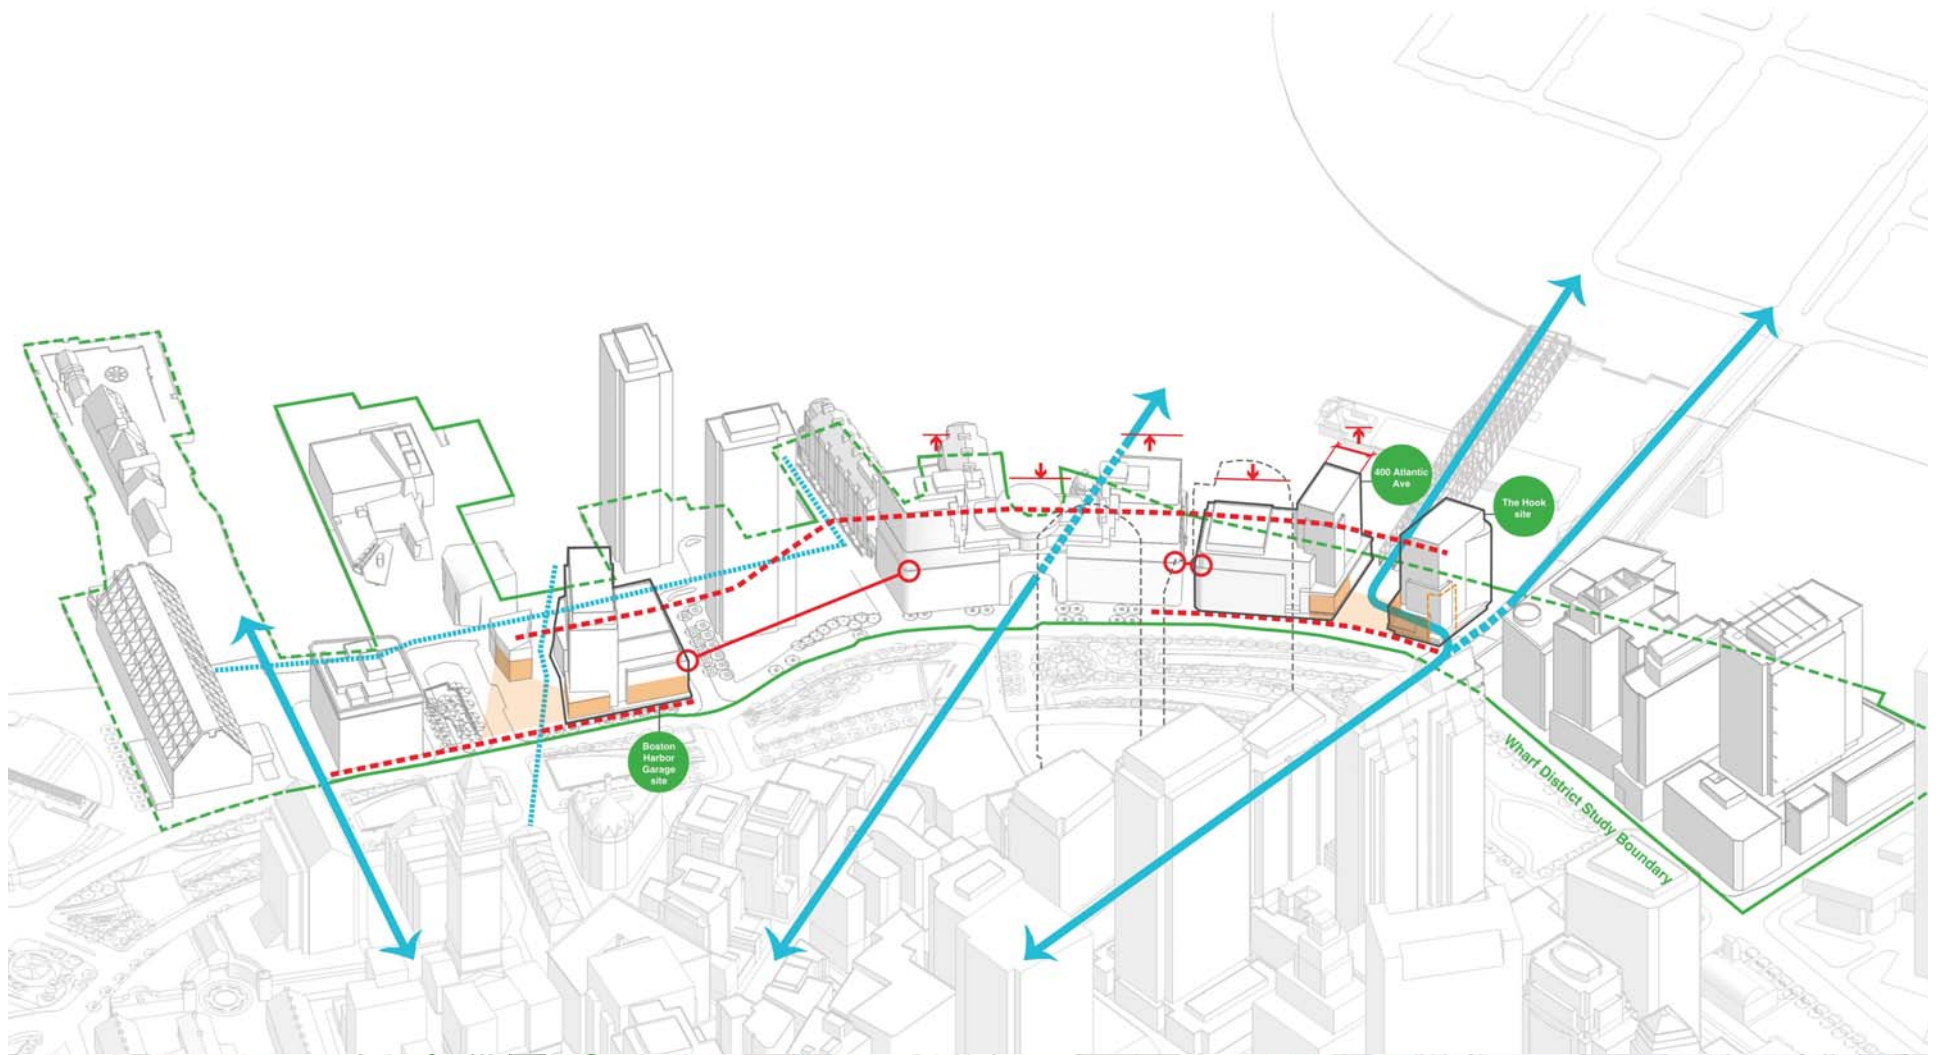 400 Atlantic
Ave
The Hook
site
Boston
Harbor
Garage
site
Wharf District Study Boundary